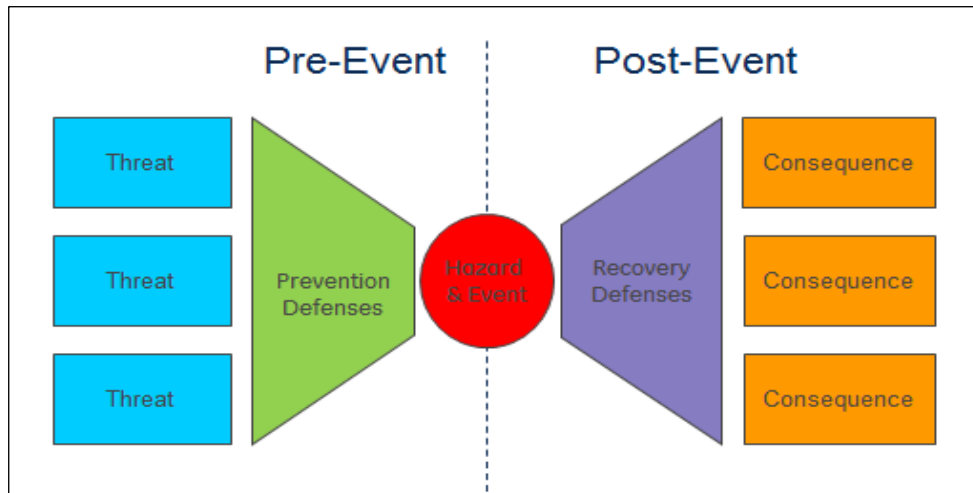 Pre-Event
Post-Event
Threat
Threat
Threat
Prevention
Defenses
Hazard
& Event
Recovery
Defenses
Consequence
Consequence
Consequence